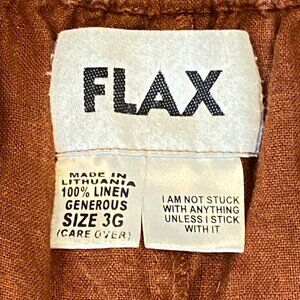 FLAX
MADE IN
LITHUANIA
100% LINEN
GENEROUS
SIZE 3G
(CARE OVER)
I AM NOT STUCK
WITH ANYTHING
UNLESS I STICK
WITH IT